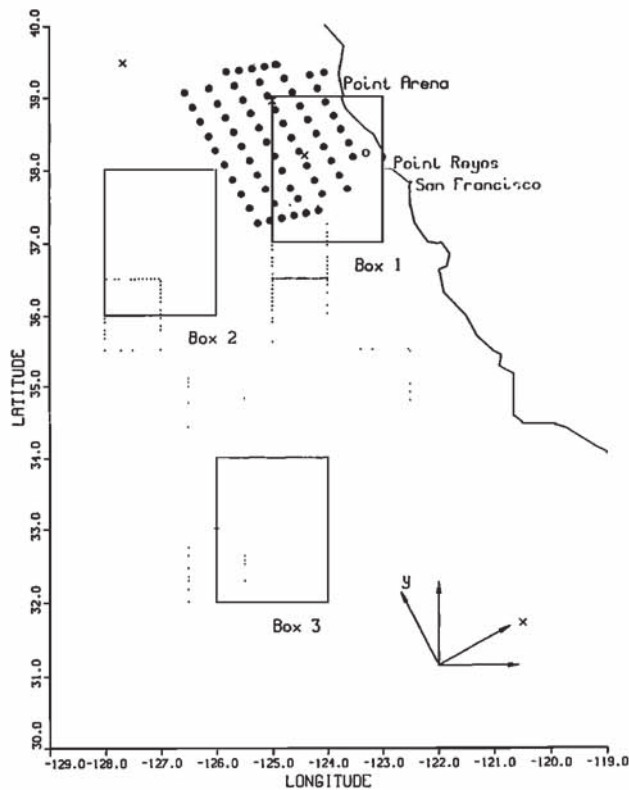 40.0
39.0
38.0
37.0
36.0
35.0
34.0
33.0
32.0
31.0
30.0
LATITUDE
Point Arena
Point Reyes
San Francisco
Box 1
Box 2
Box 3
y
x
-129.0 -128.0 -127.0 -126.0 -125.0 -124.0 -123.0 -122.0 -121.0 -120.0 -119.0
LONGITUDE